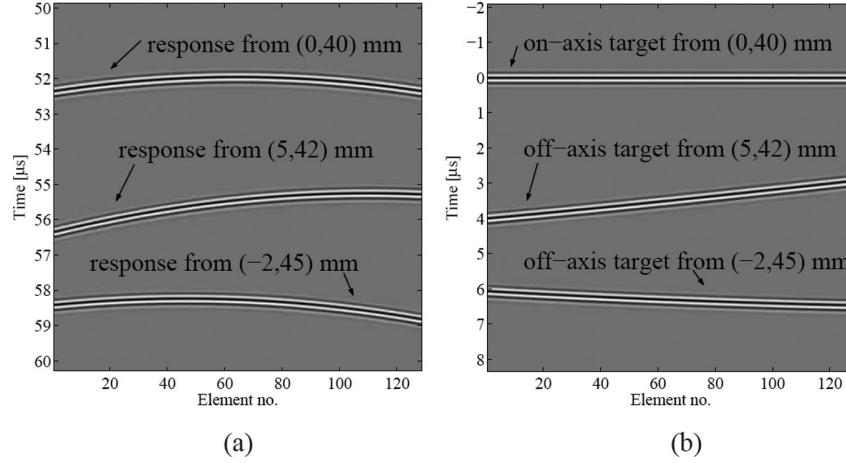 50
51
52
53
55
56
57
58
59
60
Time [µs]
20
40
60
80
100
120
Element no.
response from (0,40) mm
response from (5,42) mm
response from (−2,45) mm
(a)
−2
−1
0
1
2
3
4
5
6
7
8
Time [µs]
20
40
60
80
100
120
Element no.
on−axis target from (0,40) mm
off−axis target from (5,42) mm
off−axis target from (−2,45) mm
(b)